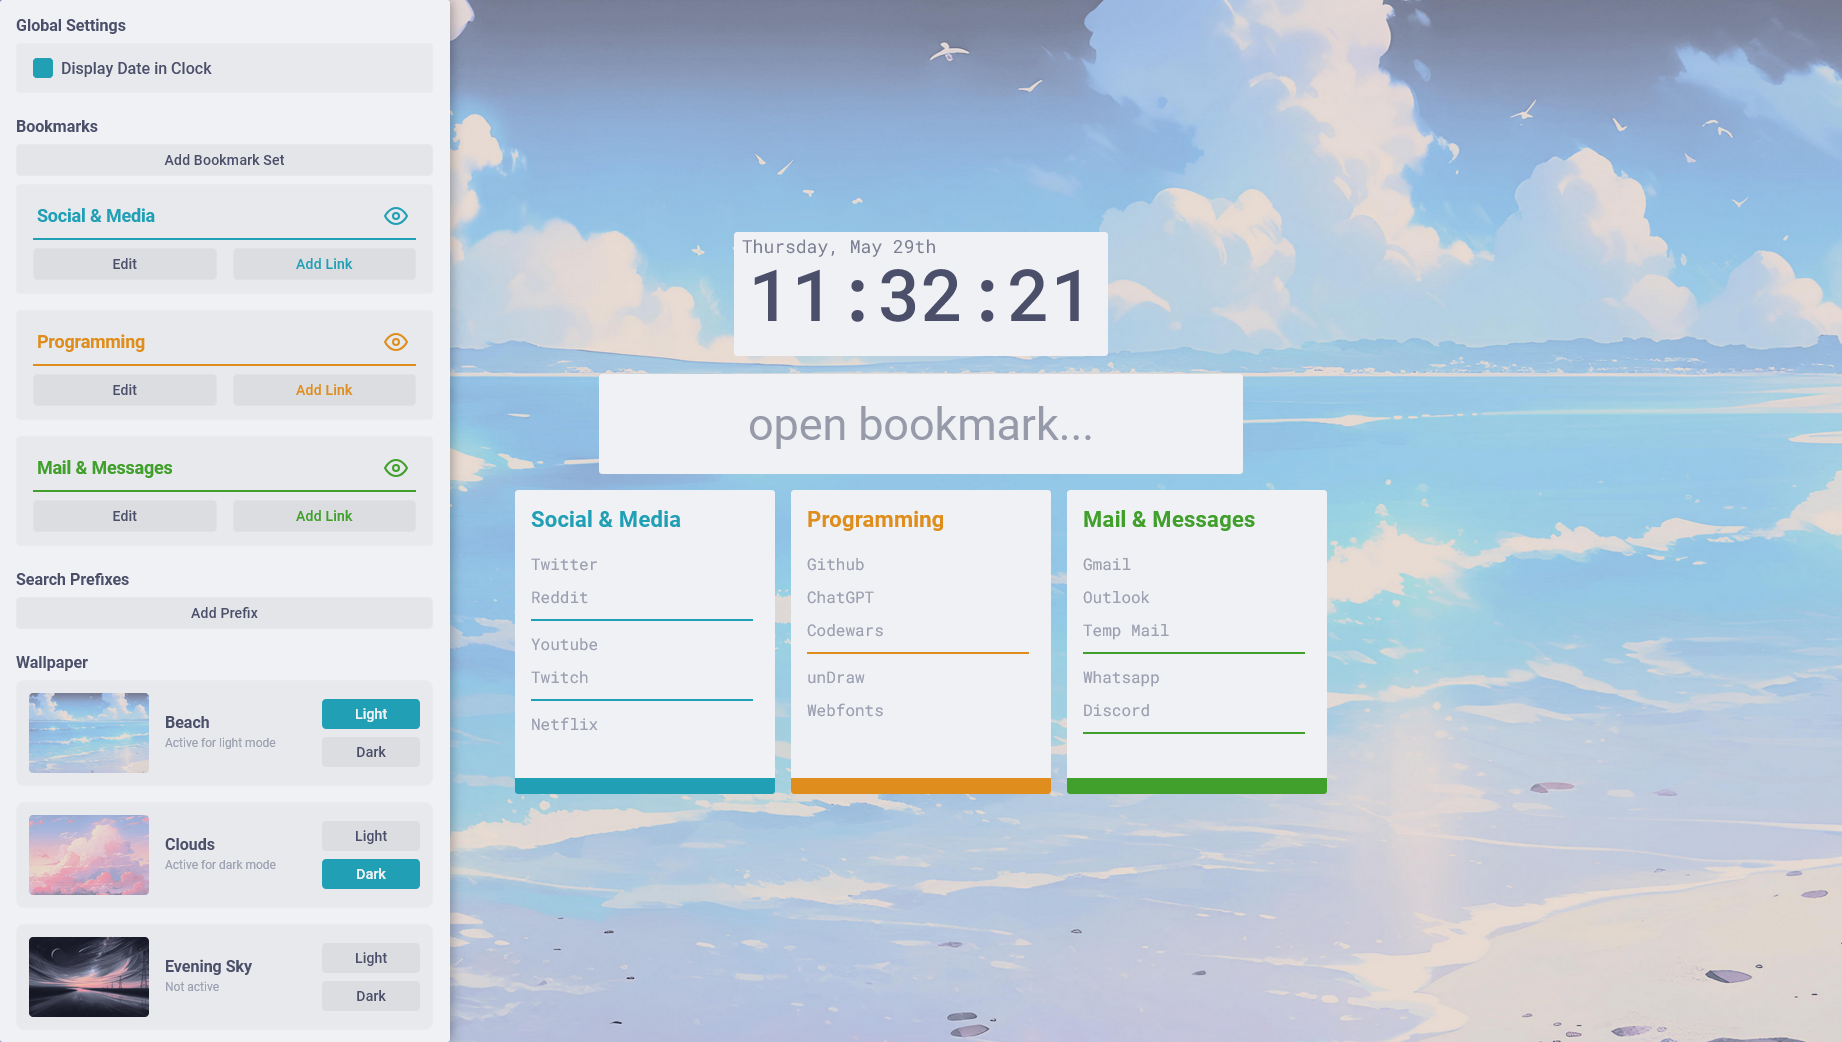 Global Settings
Display Date in Clock
Bookmarks
Add Bookmark Set
Social & Media
Edit
Add Link
Programming
Edit
Add Link
Mail & Messages
Edit
Add Link
Search Prefixes
Add Prefix
Wallpaper
Beach
Active for light mode
Light
Dark
Clouds
Active for dark mode
Light
Dark
Evening Sky
Not active
Light
Dark
Thursday, May 29th
11:32:21
open bookmark...
Social & Media
Twitter
Reddit
Youtube
Twitch
Netflix
Programming
Github
ChatGPT
Codewars
unDraw
Webfonts
Mail & Messages
Gmail
Outlook
Temp Mail
Whatsapp
Discord